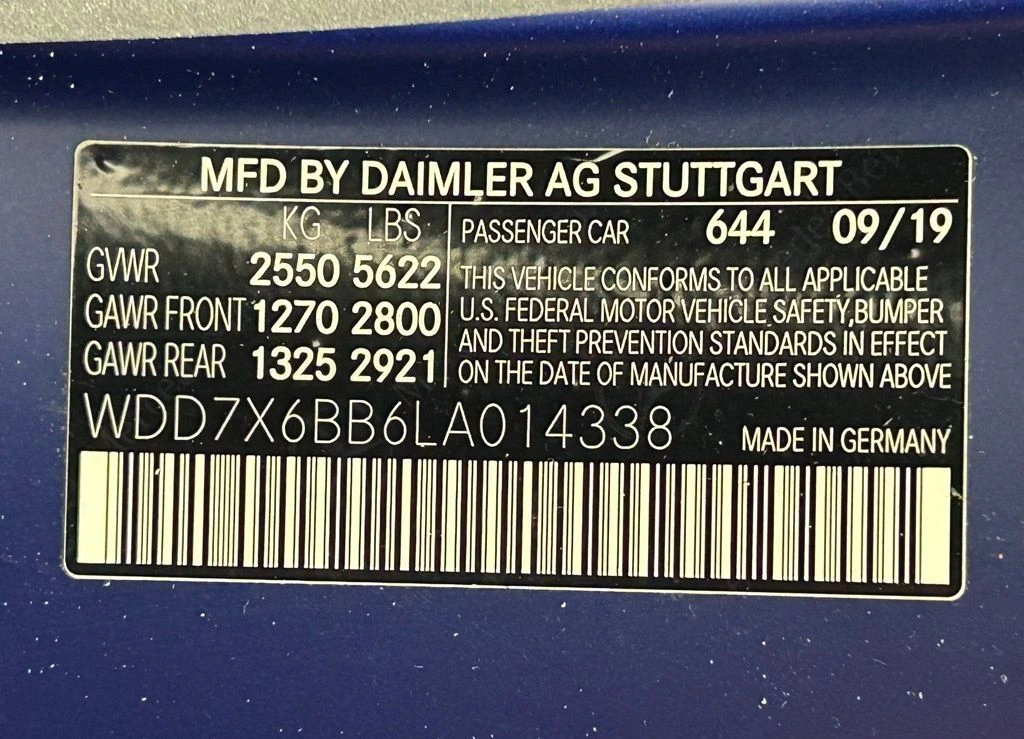 MFD BY DAIMLER AG STUTTGART
KG LBS
GVWR 2550 5622
GAWR FRONT 1270 2800
GAWR REAR 1325 2921
PASSENGER CAR 644 09/19
THIS VEHICLE CONFORMS TO ALL APPLICABLE
U.S. FEDERAL MOTOR VEHICLE SAFETY,BUMPER
AND THEFT PREVENTION STANDARDS IN EFFECT
ON THE DATE OF MANUFACTURE SHOWN ABOVE
WDD7X6BB6LA014338
MADE IN GERMANY